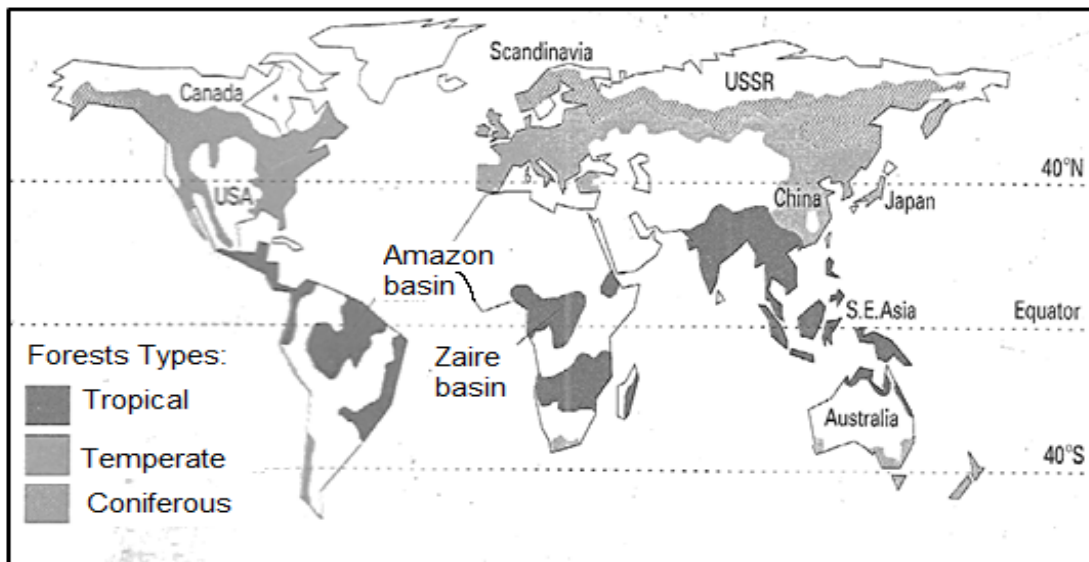 Scandinavia
Canada
USSR
40°N
USA
China
Japan
Amazon
basin
S.E.Asia
Equator
Forests Types:
Zaire
basin
Tropical
Australia
Temperate
40°S
Coniferous